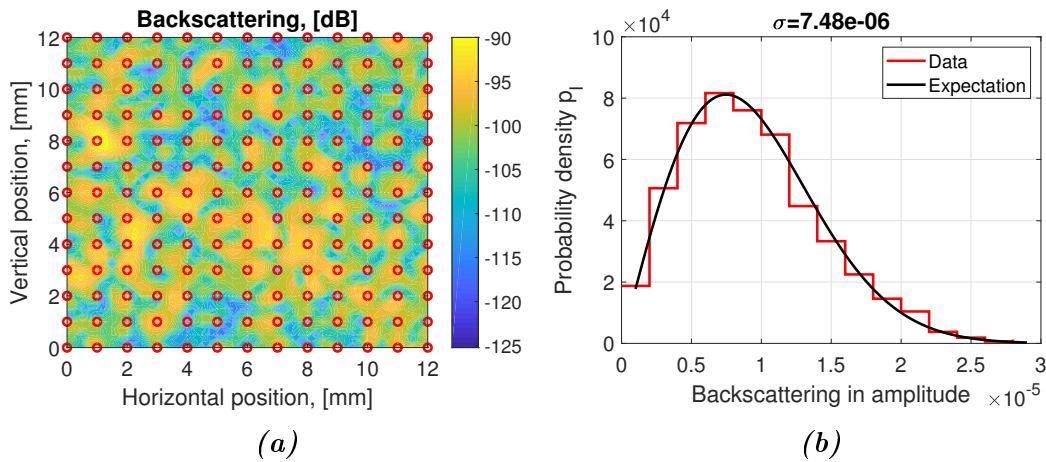 Backscattering, [dB]
12
10
8
6
4
2
0
Vertical position, [mm]
0 2 4 6 8 10 12
Horizontal position, [mm]
-90
-95
-100
-105
-110
-115
-120
-125
(a)
×10⁴
σ=7.48e-06
10
8
6
4
2
0
Probability density p_l
Data
Expectation
0 0.5 1 1.5 2 2.5 3
Backscattering in amplitude ×10⁻⁵
(b)